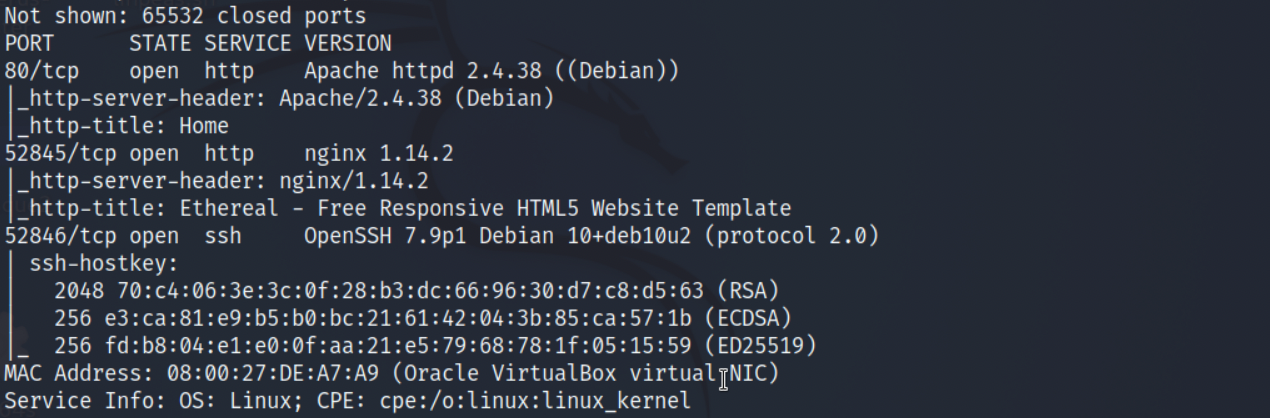 Not shown: 65532 closed ports
PORT      STATE SERVICE VERSION
80/tcp    open  http    Apache httpd 2.4.38 ((Debian))
|_http-server-header: Apache/2.4.38 (Debian)
|_http-title: Home
52845/tcp open  http    nginx 1.14.2
|_http-server-header: nginx/1.14.2
|_http-title: Ethereal - Free Responsive HTML5 Website Template
52846/tcp open  ssh     OpenSSH 7.9p1 Debian 10+deb10u2 (protocol 2.0)
| ssh-hostkey:
|   2048 70:c4:06:3e:3c:0f:28:b3:dc:66:96:30:d7:c8:d5:63 (RSA)
|   256 e3:ca:81:e9:b5:b0:bc:21:61:42:04:3b:85:ca:57:1b (ECDSA)
|_  256 fd:b8:04:e1:e0:0f:aa:21:e5:79:68:78:1f:05:15:59 (ED25519)
MAC Address: 08:00:27:DE:A7:A9 (Oracle VirtualBox virtual NIC)
Service Info: OS: Linux; CPE: cpe:/o:linux:linux_kernel